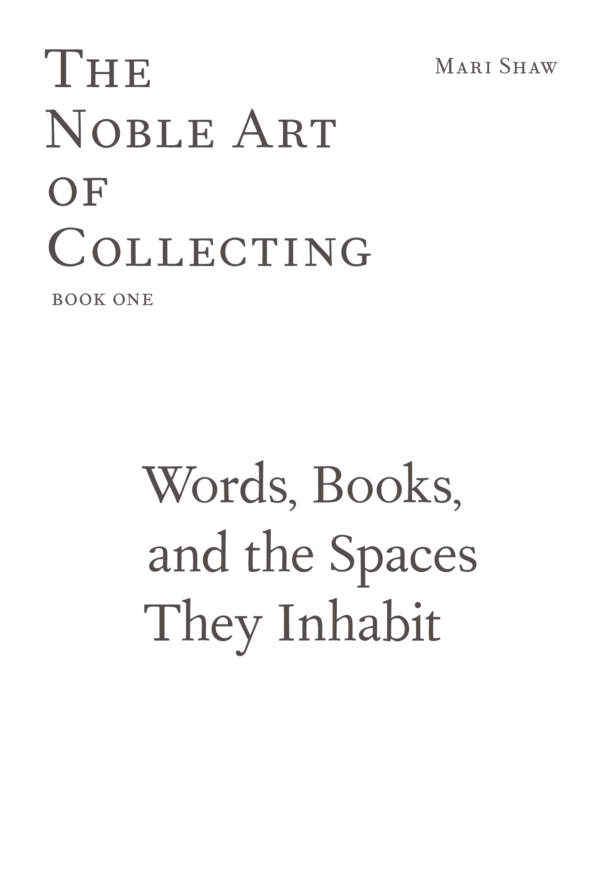 The
Noble Art
of
Collecting
BOOK ONE
Mari Shaw
Words, Books,
and the Spaces
They Inhabit